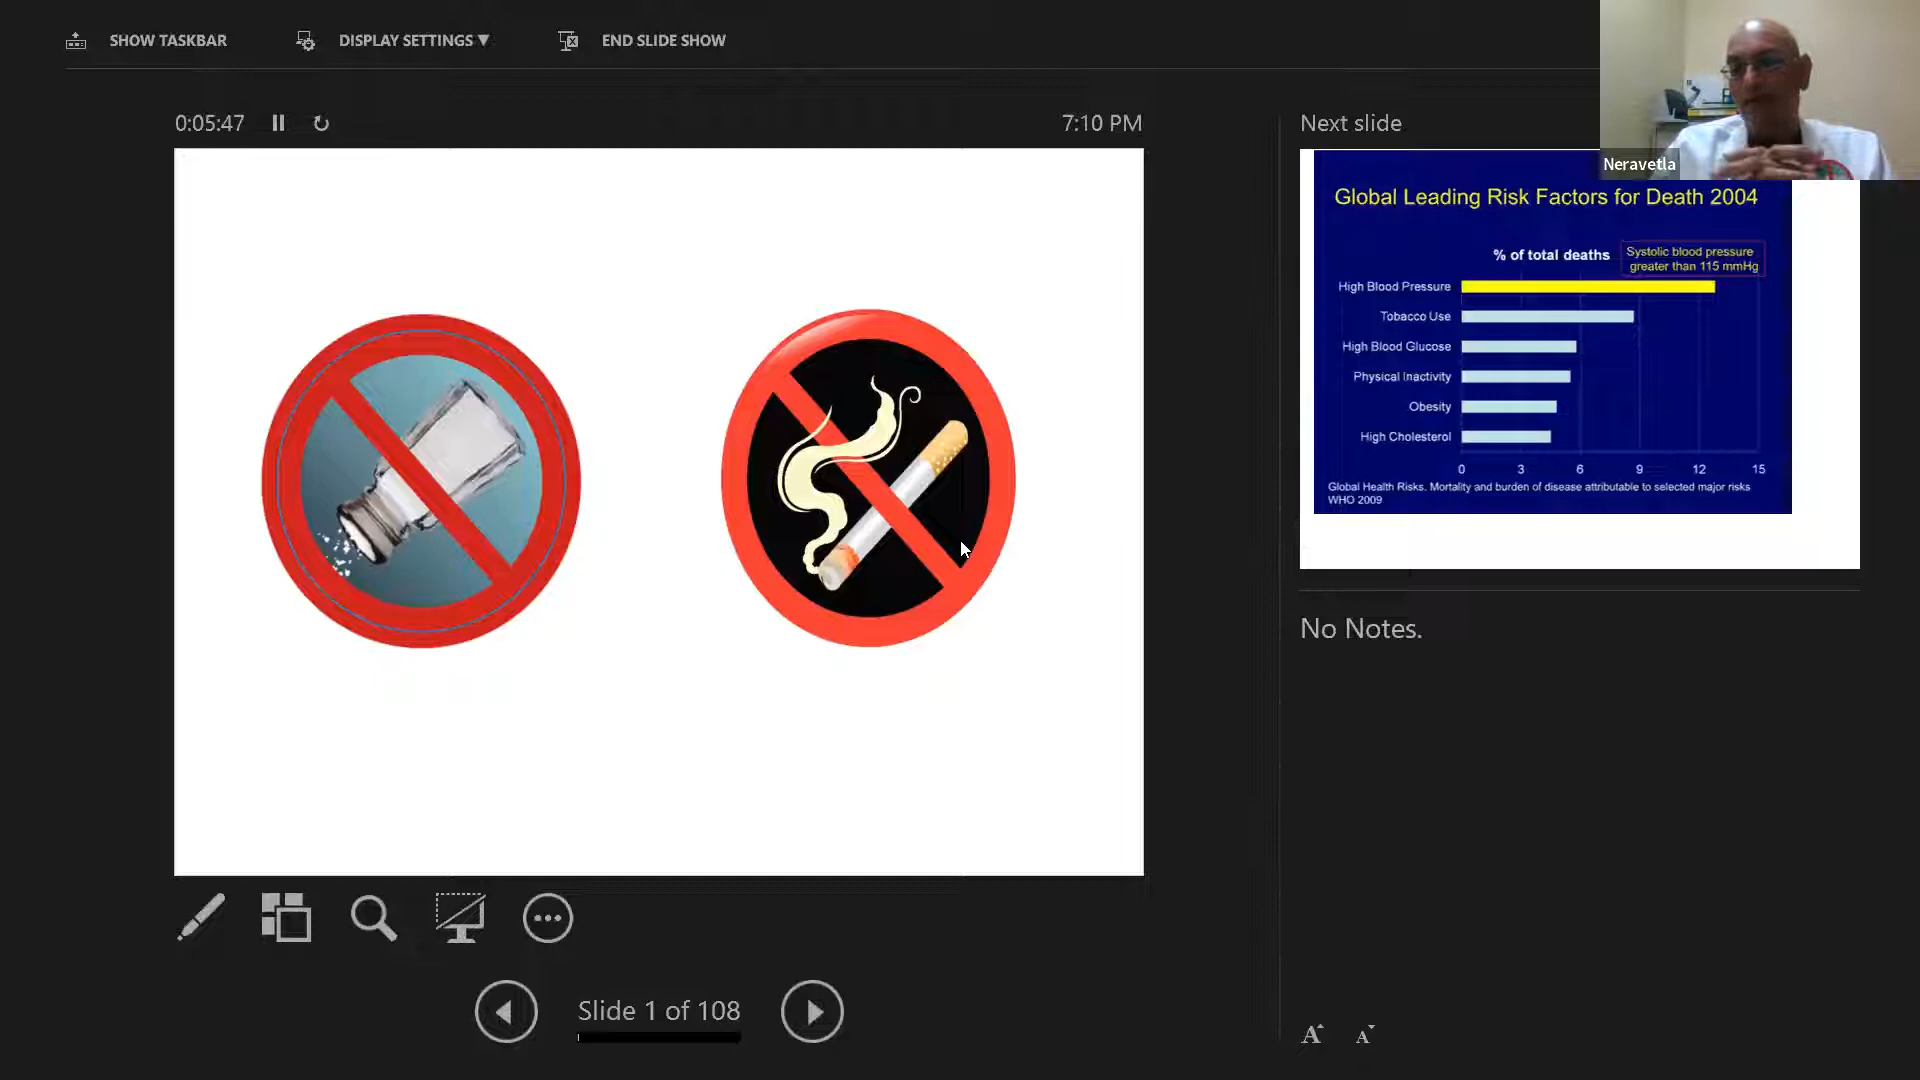 SHOW TASKBAR
DISPLAY SETTINGS ▼
END SLIDE SHOW
0:05:47
7:10 PM
Next slide
Neravetla
Global Leading Risk Factors for Death 2004
% of total deaths
Systolic blood pressure
greater than 115 mmHg
High Blood Pressure
Tobacco Use
High Blood Glucose
Physical Inactivity
Obesity
High Cholesterol
0 3 6 9 12 15
Global Health Risks. Mortality and burden of disease attributable to selected major risks
WHO 2009
No Notes.
Slide 1 of 108
A A